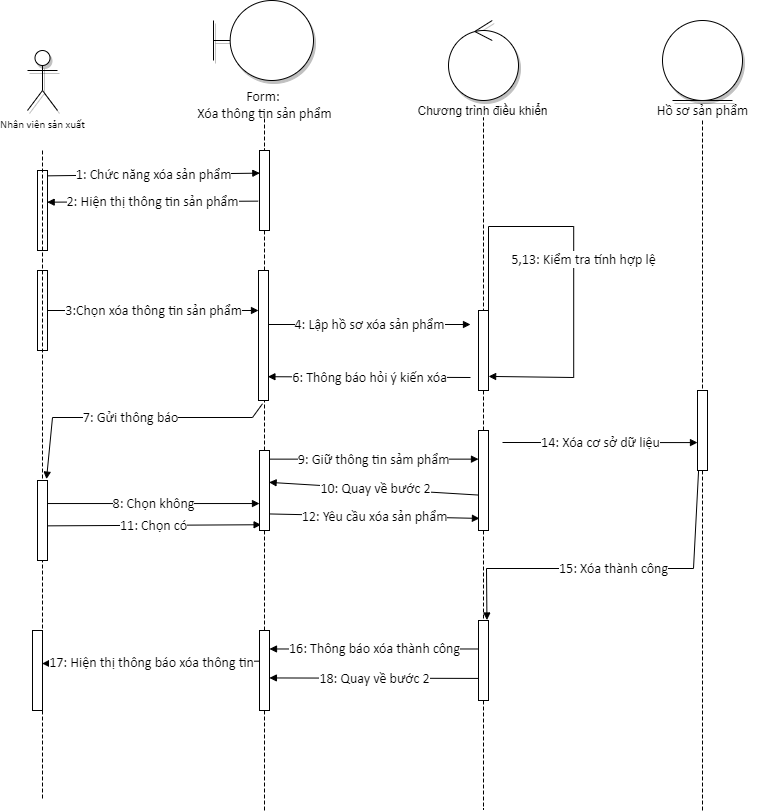 Form:
Xóa thông tin sản phẩm
Nhân viên sản xuất
Chương trình điều khiển
Hồ sơ sản phẩm
1: Chức năng xóa sản phẩm
2: Hiện thị thông tin sản phẩm
5,13: Kiểm tra tính hợp lệ
3:Chọn xóa thông tin sản phẩm
4: Lập hồ sơ xóa sản phẩm
6: Thông báo hỏi ý kiến xóa
7: Gửi thông báo
14: Xóa cơ sở dữ liệu
9: Giữ thông tin sảm phẩm
10: Quay về bước 2
8: Chọn không
12: Yêu cầu xóa sản phẩm
11: Chọn có
15: Xóa thành công
16: Thông báo xóa thành công
17: Hiện thị thông báo xóa thông tin
18: Quay về bước 2